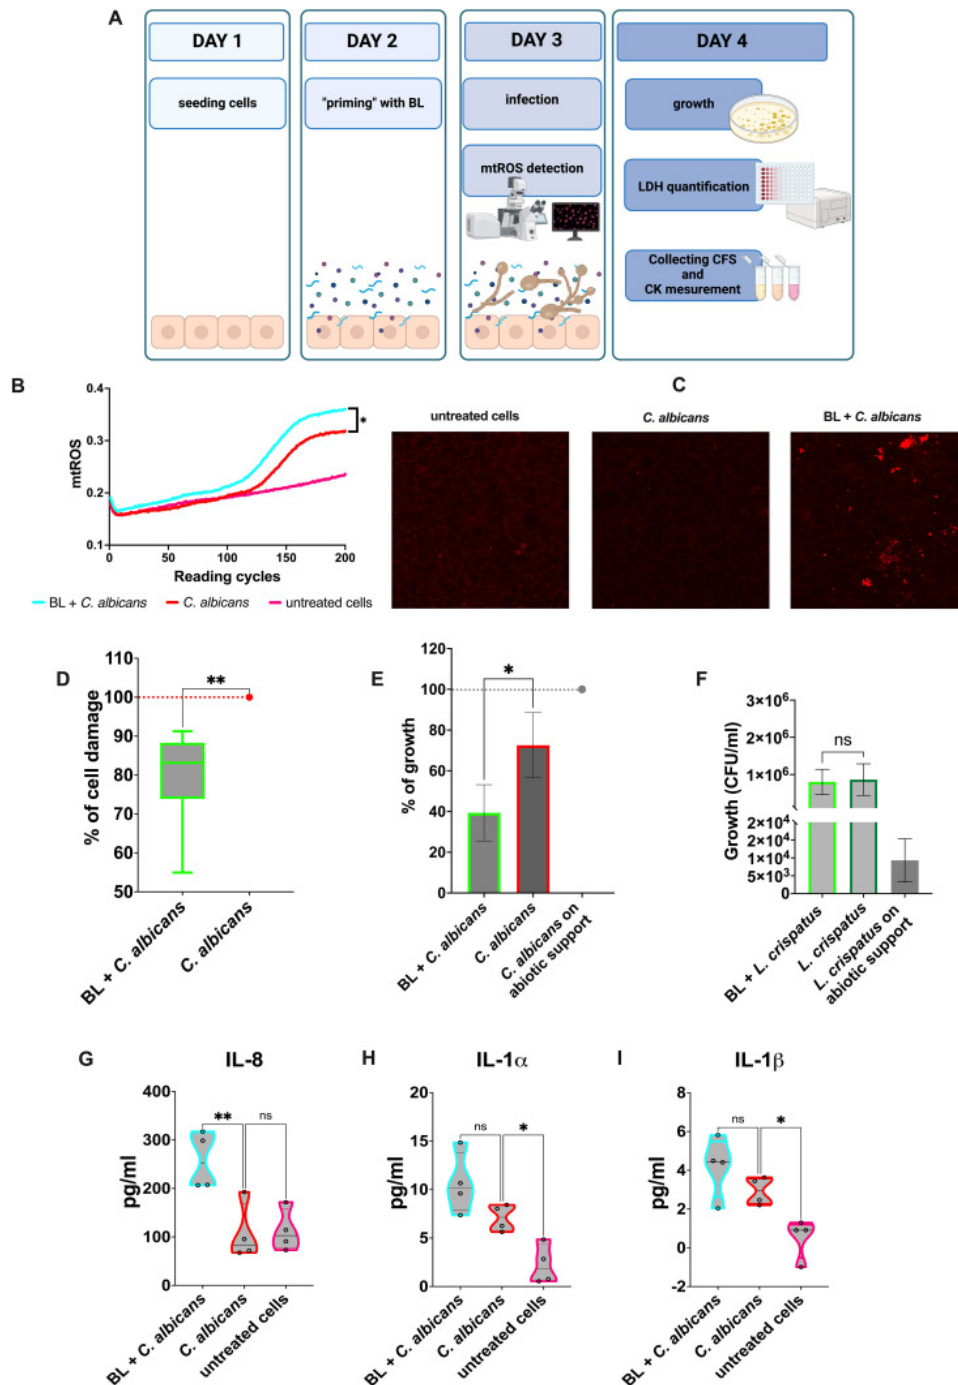 A
DAY 1
DAY 2
DAY 3
DAY 4
seeding cells
"priming" with BL
infection
growth
mtROS detection
LDH quantification
Collecting CFS
and
CK mesurement
B
C
0.4
0.3
0.2
0.1
mtROS
*
0
50
100
150
200
Reading cycles
BL + C. albicans
C. albicans
untreated cells
untreated cells
C. albicans
BL + C. albicans
D
110
100
90
80
70
60
50
% of cell damage
**
BL + C. albicans
C. albicans
E
120
100
80
60
40
20
0
% of growth
*
BL + C. albicans
C. albicans
C. albicans on
abiotic support
F
3×10⁶
2×10⁶
1×10⁶
2×10⁴
2×10⁴
1×10⁴
5×10³
0
Growth (CFU/ml)
ns
BL + L. crispatus
L. crispatus
L. crispatus on
abiotic support
G
IL-8
400
300
200
100
0
pg/ml
**
ns
BL + C. albicans
C. albicans
untreated cells
H
IL-1α
20
15
10
5
0
pg/ml
ns
*
BL + C. albicans
C. albicans
untreated cells
I
IL-1β
8
6
4
2
0
-2
pg/ml
ns
*
BL + C. albicans
C. albicans
untreated cells